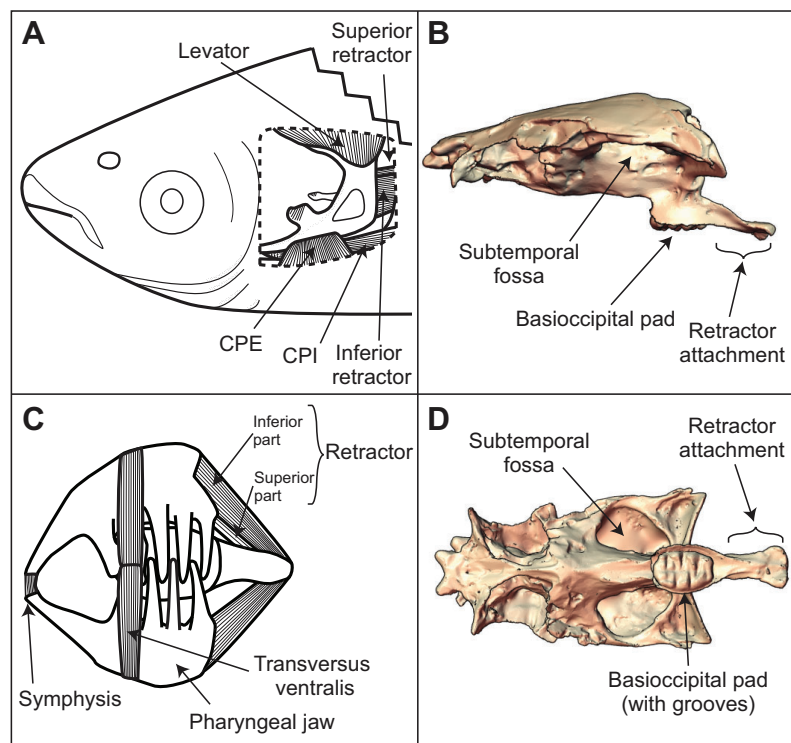 A
Levator
Superior
retractor
CPE
CPI
Inferior
retractor
B
Subtemporal
fossa
Basioccipital pad
Retractor
attachment
C
Inferior
part
Superior
part
Retractor
Symphysis
Transversus
ventralis
Pharyngeal jaw
D
Subtemporal
fossa
Retractor
attachment
Basioccipital pad
(with grooves)